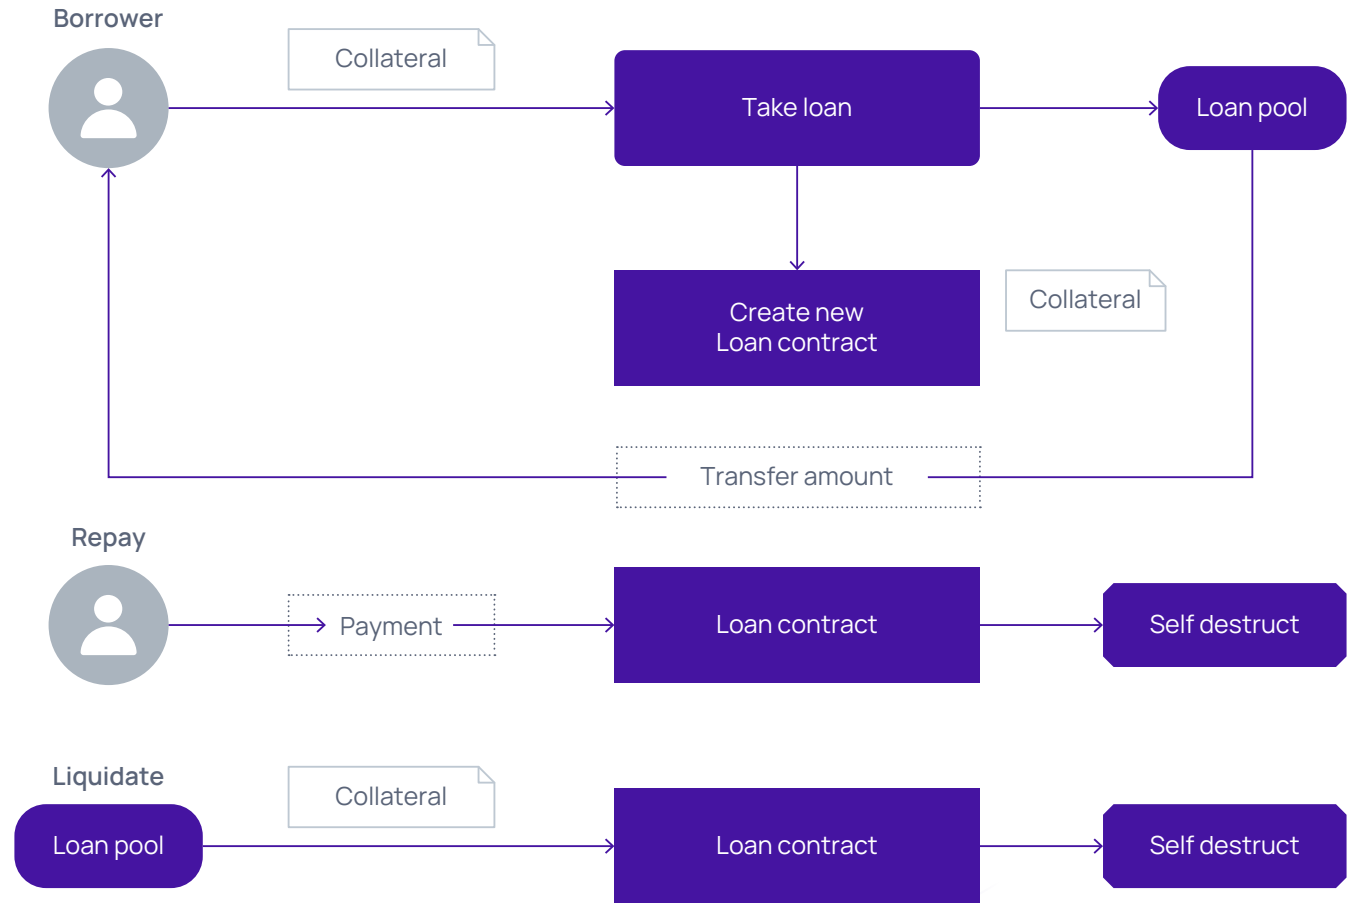 Borrower
Collateral
Take loan
Loan pool
Create new
Loan contract
Collateral
Transfer amount
Repay
Payment
Loan contract
Self destruct
Liquidate
Collateral
Loan pool
Loan contract
Self destruct